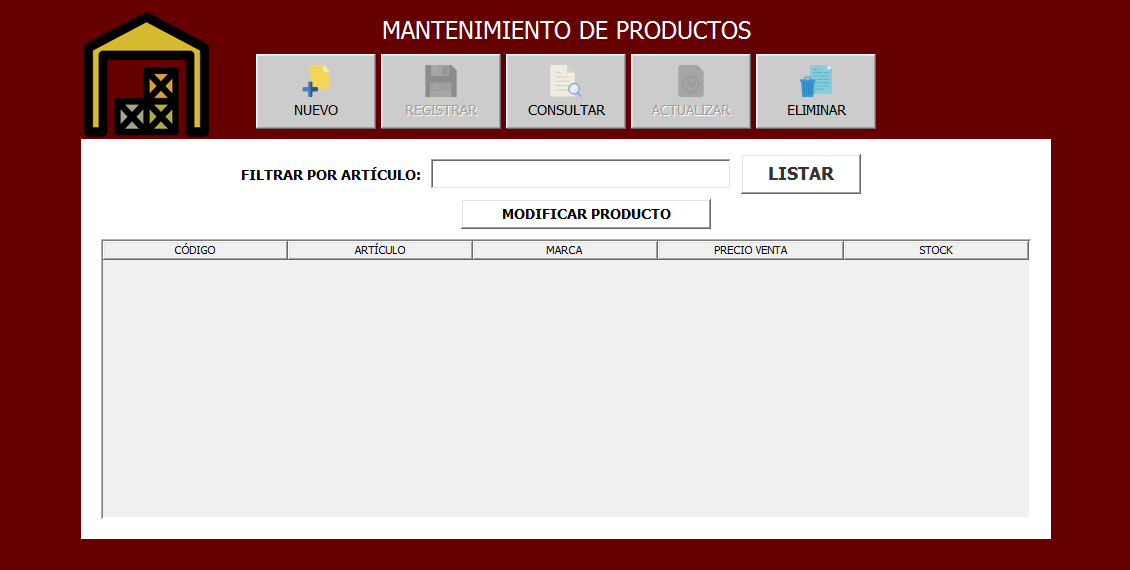 MANTENIMIENTO DE PRODUCTOS
NUEVO
REGISTRAR
CONSULTAR
ACTUALIZAR
ELIMINAR
FILTRAR POR ARTÍCULO:
LISTAR
MODIFICAR PRODUCTO
CÓDIGO
ARTÍCULO
MARCA
PRECIO VENTA
STOCK